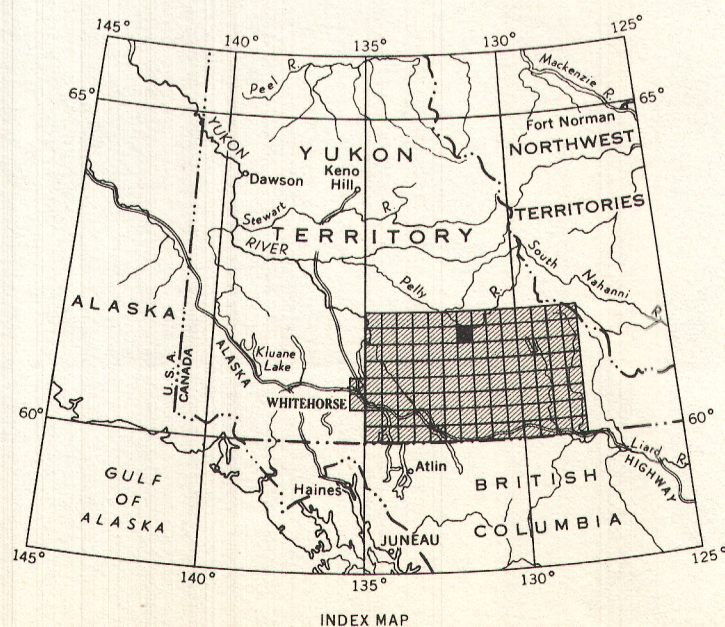 145°
140°
135°
130°
125°
65°
Peel R.
Mackenzie R.
65°
Fort Norman
YUKON
YUKON
NORTHWEST
Dawson
Keno
Hill
TERRITORIES
Stewart
R.
RIVER
TERRITORY
South
Nahanni
R.
Pelly
R.
ALASKA
U.S.A.
CANADA
ALASKA
Kluane
Lake
WHITEHORSE
60°
60°
Liard R.
HIGHWAY
Atlin
BRITISH
COLUMBIA
GULF
OF
ALASKA
Haines
JUNEAU
145°
140°
135°
130°
125°
INDEX MAP